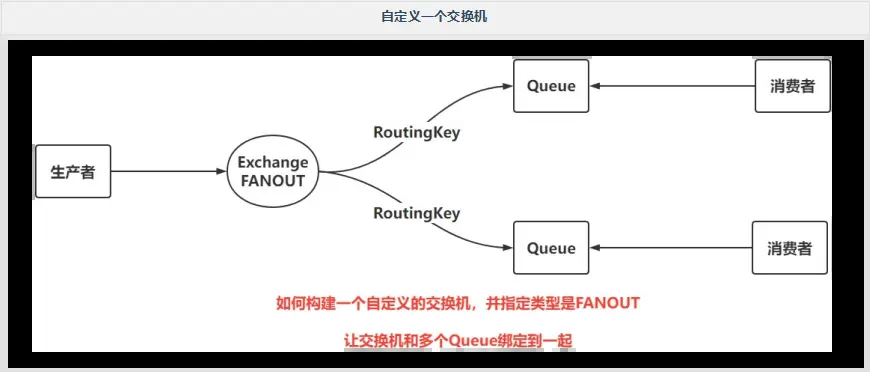 自定义一个交换机
Queue
消费者
RoutingKey
生产者
Exchange
FANOUT
RoutingKey
Queue
消费者
如何构建一个自定义的交换机，并指定类型是FANOUT
让交换机和多个Queue绑定到一起